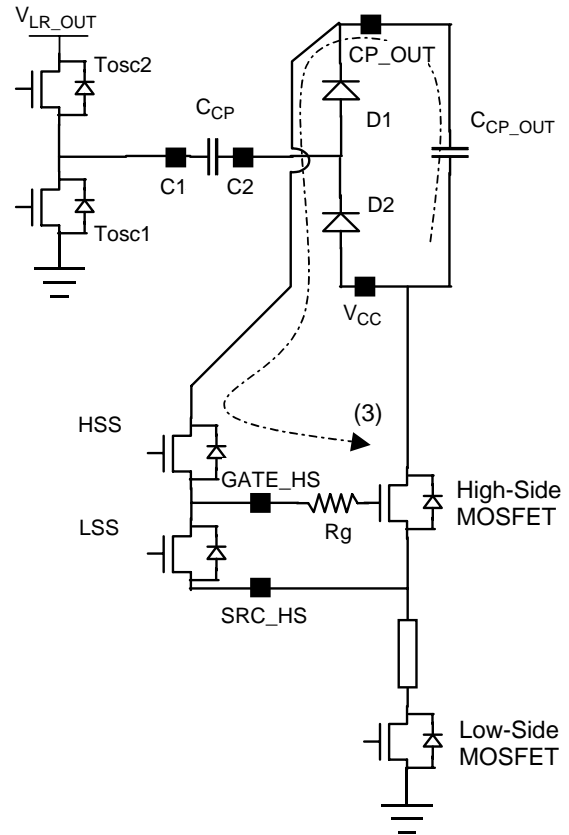 VLR_OUT
Tosc2
CP_OUT
CCP
D1
CCP_OUT
C1
C2
D2
Tosc1
VCC
HSS
(3)
GATE_HS
High-Side
MOSFET
LSS
Rg
SRC_HS
Low-Side
MOSFET